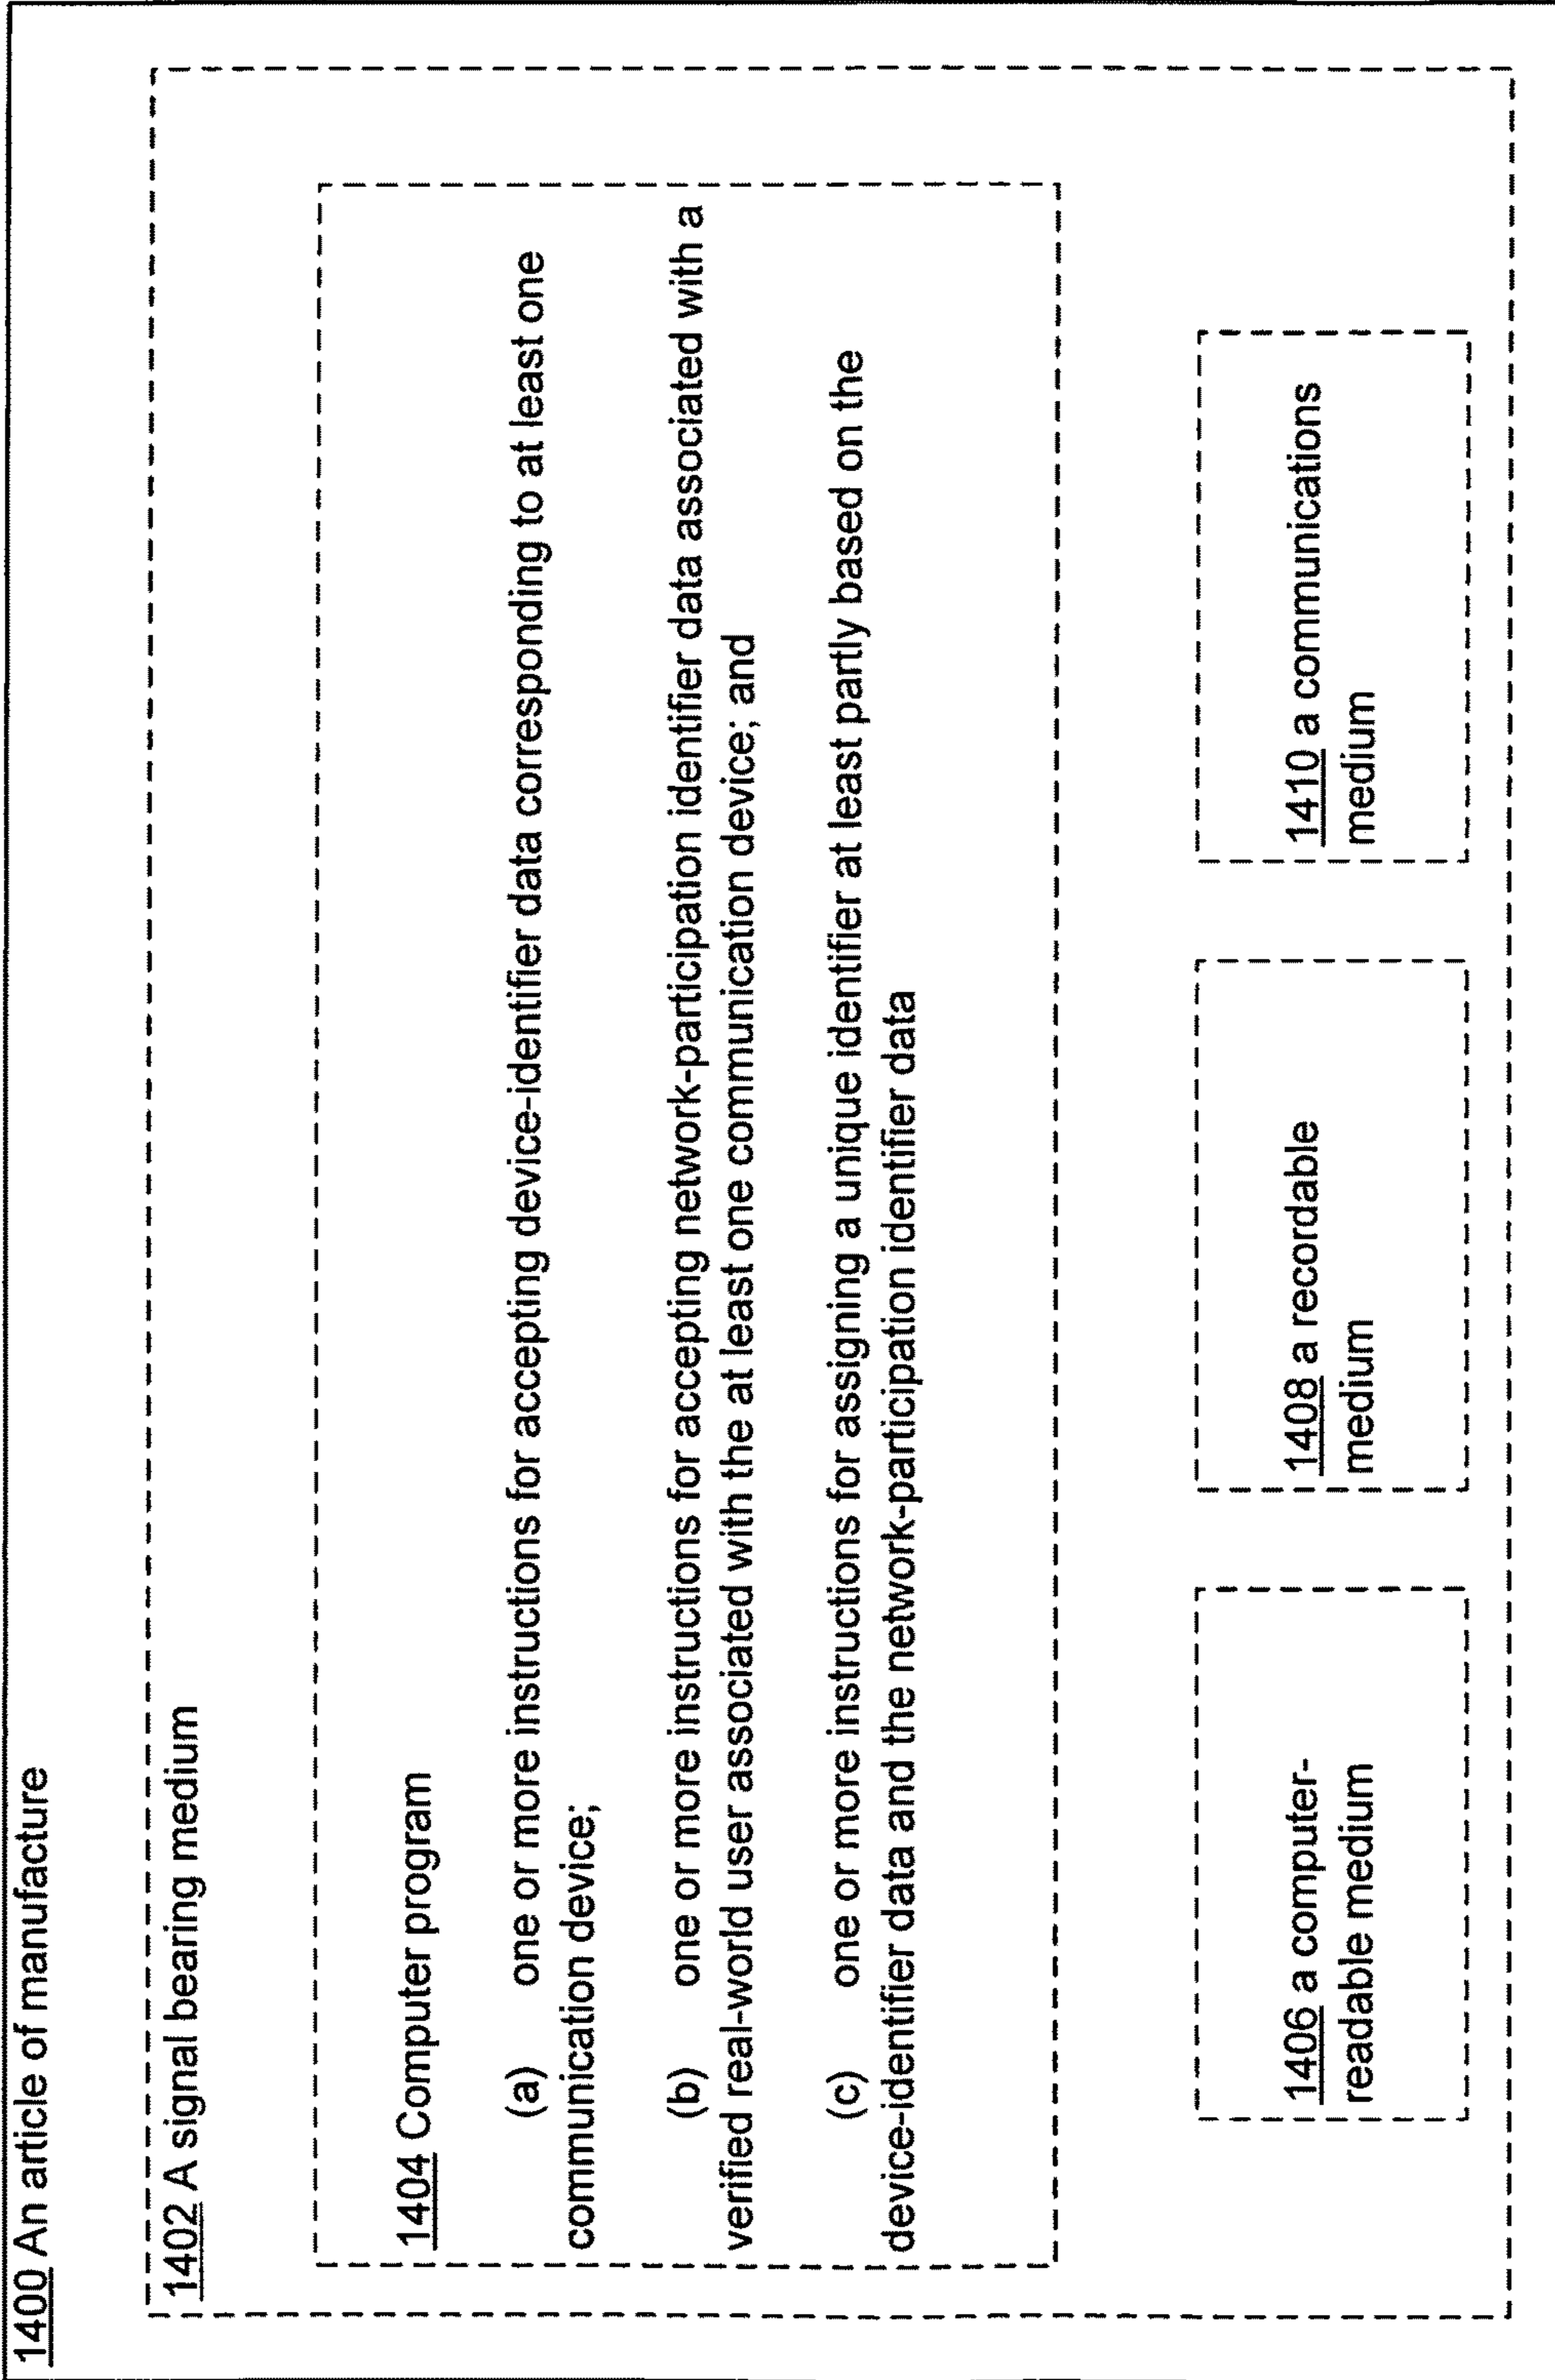 1400 An article of manufacture
1402 A signal bearing medium
1404 Computer program
(a) one or more instructions for accepting device-identifier data corresponding to at least one
communication device;
(b) one or more instructions for accepting network-participation identifier data associated with a
verified real-world user associated with the at least one communication device; and
(c) one or more instructions for assigning a unique identifier at least partly based on the
device-identifier data and the network-participation identifier data
1406 a computer-
readable medium
1408 a recordable
medium
1410 a communications
medium